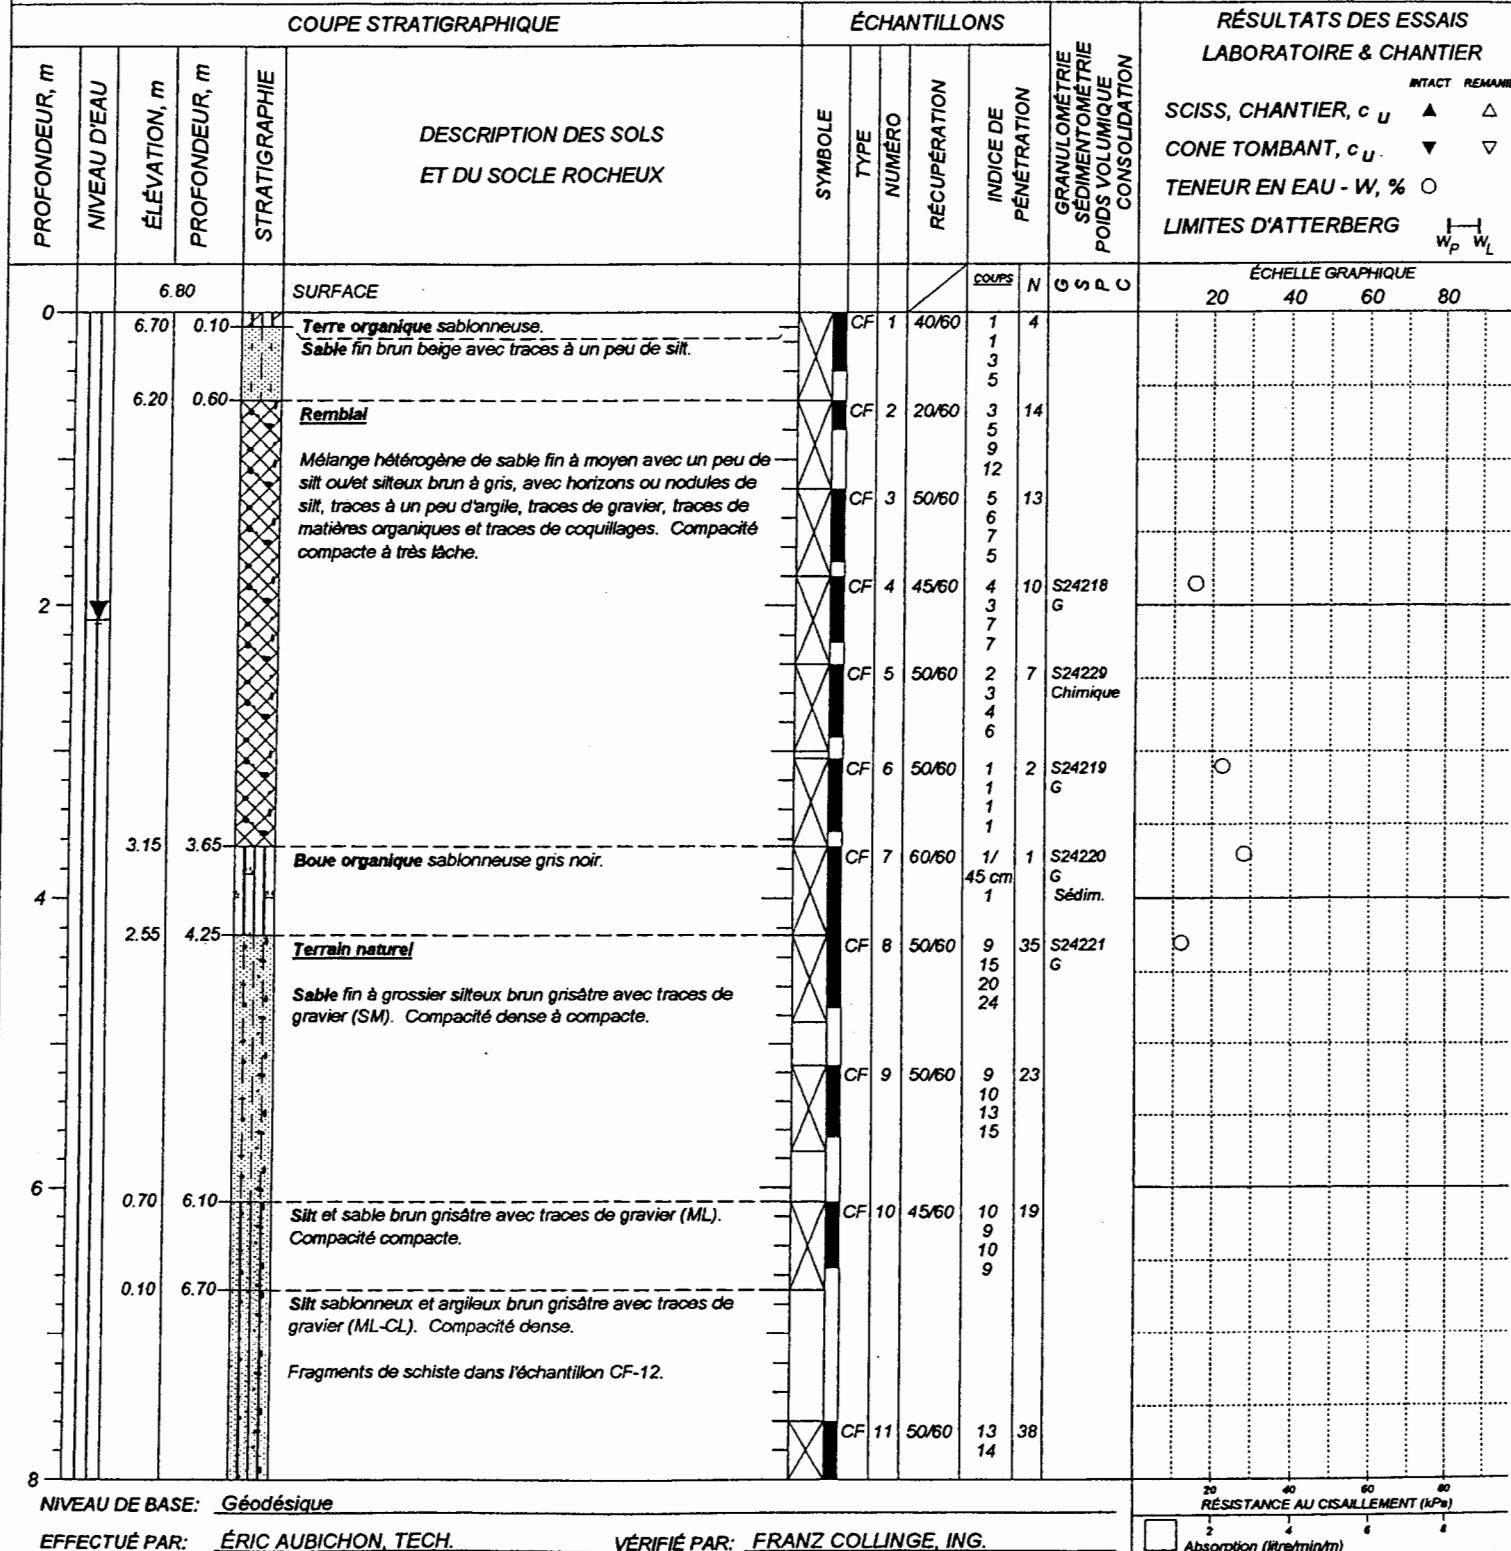 COUPE STRATIGRAPHIQUE
ÉCHANTILLONS
RÉSULTATS DES ESSAIS
LABORATOIRE & CHANTIER
INTACT
SCISS, CHANTIER, c u ▲ △
CONE TOMBANT, c u. ▼ ▽
TENEUR EN EAU - W, % ○
LIMITES D'ATTERBERG
W P W L
PROFONDEUR, m
NIVEAU D'EAU
ÉLÉVATION, m
PROFONDEUR, m
STRATIGRAPHIE
DESCRIPTION DES SOLS
ET DU SOCLE ROCHEUX
SYMBOLE
TYPE
NUMÉRO
RÉCUPÉRATION
INDICE DE
PÉNÉTRATION
GRANULOMÉTRIE
SÉDIMENTOMÉTRIE
POIDS VOLUMIQUE
CONSOLIDATION
COUPS N G S P C
ÉCHELLE GRAPHIQUE
20 40 60 80
6.80 SURFACE
0
6.70 0.10 Terre organique sablonneuse.
Sable fin brun beige avec traces à un peu de silt.
CF 1 40/60 1 4
1
3
5
6.20 0.60 Remblai
CF 2 20/60 3 14
5
9
12
Mélange hétérogène de sable fin à moyen avec un peu de
silt ou/et silteux brun à gris, avec horizons ou nodules de
silt, traces à un peu d'argile, traces de gravier, traces de
matières organiques et traces de coquillages. Compacité
compacte à très lâche.
CF 3 50/60 5 13
6
7
5
2
CF 4 45/60 4 10 S24218
3 G
7
7
CF 5 50/60 2 7 S24229
3 Chimique
4
6
CF 6 50/60 1 2 S24219
1 G
1
1
3.15 3.65 Boue organique sablonneuse gris noir.
CF 7 60/60 1/ 1 S24220
45 cm G
1 Sédim.
4
2.55 4.25 Terrain naturel
CF 8 50/60 9 35 S24221
15 G
20
24
Sable fin à grossier silteux brun grisâtre avec traces de
gravier (SM). Compacité dense à compacte.
CF 9 50/60 9 23
10
13
15
6
0.70 6.10 Silt et sable brun grisâtre avec traces de gravier (ML).
Compacité compacte.
CF 10 45/60 10 19
9
10
9
0.10 6.70 Silt sablonneux et argileux brun grisâtre avec traces de
gravier (ML-CL). Compacité dense.
Fragments de schiste dans l'échantillon CF-12.
CF 11 50/60 13 38
14
8
20 40 60 80
RÉSISTANCE AU CISAILLEMENT (kPa)
2 4 6 8
Absorption (litre/min/m)
NIVEAU DE BASE: Géodésique
EFFECTUÉ PAR: ÉRIC AUBICHON, TECH. VÉRIFIÉ PAR: FRANZ COLLINGE, ING.